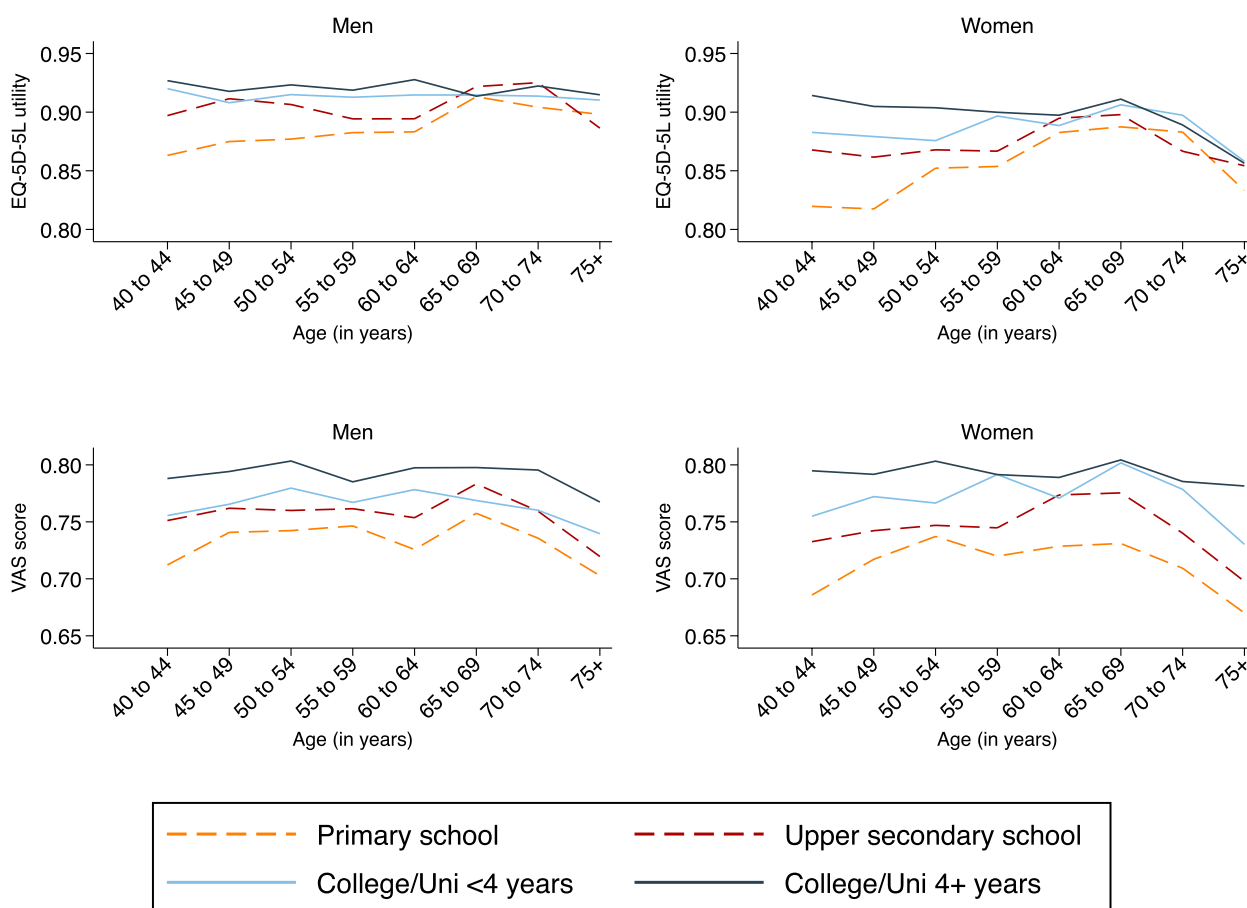 Men
EQ-5D-5L utility
0.95
0.90
0.85
0.80
40 to 44
45 to 49
50 to 54
55 to 59
60 to 64
65 to 69
70 to 74
75+
Age (in years)
Women
EQ-5D-5L utility
0.95
0.90
0.85
0.80
40 to 44
45 to 49
50 to 54
55 to 59
60 to 64
65 to 69
70 to 74
75+
Age (in years)
Men
VAS score
0.80
0.75
0.70
0.65
40 to 44
45 to 49
50 to 54
55 to 59
60 to 64
65 to 69
70 to 74
75+
Age (in years)
Women
VAS score
0.80
0.75
0.70
0.65
40 to 44
45 to 49
50 to 54
55 to 59
60 to 64
65 to 69
70 to 74
75+
Age (in years)
Primary school
Upper secondary school
College/Uni <4 years
College/Uni 4+ years